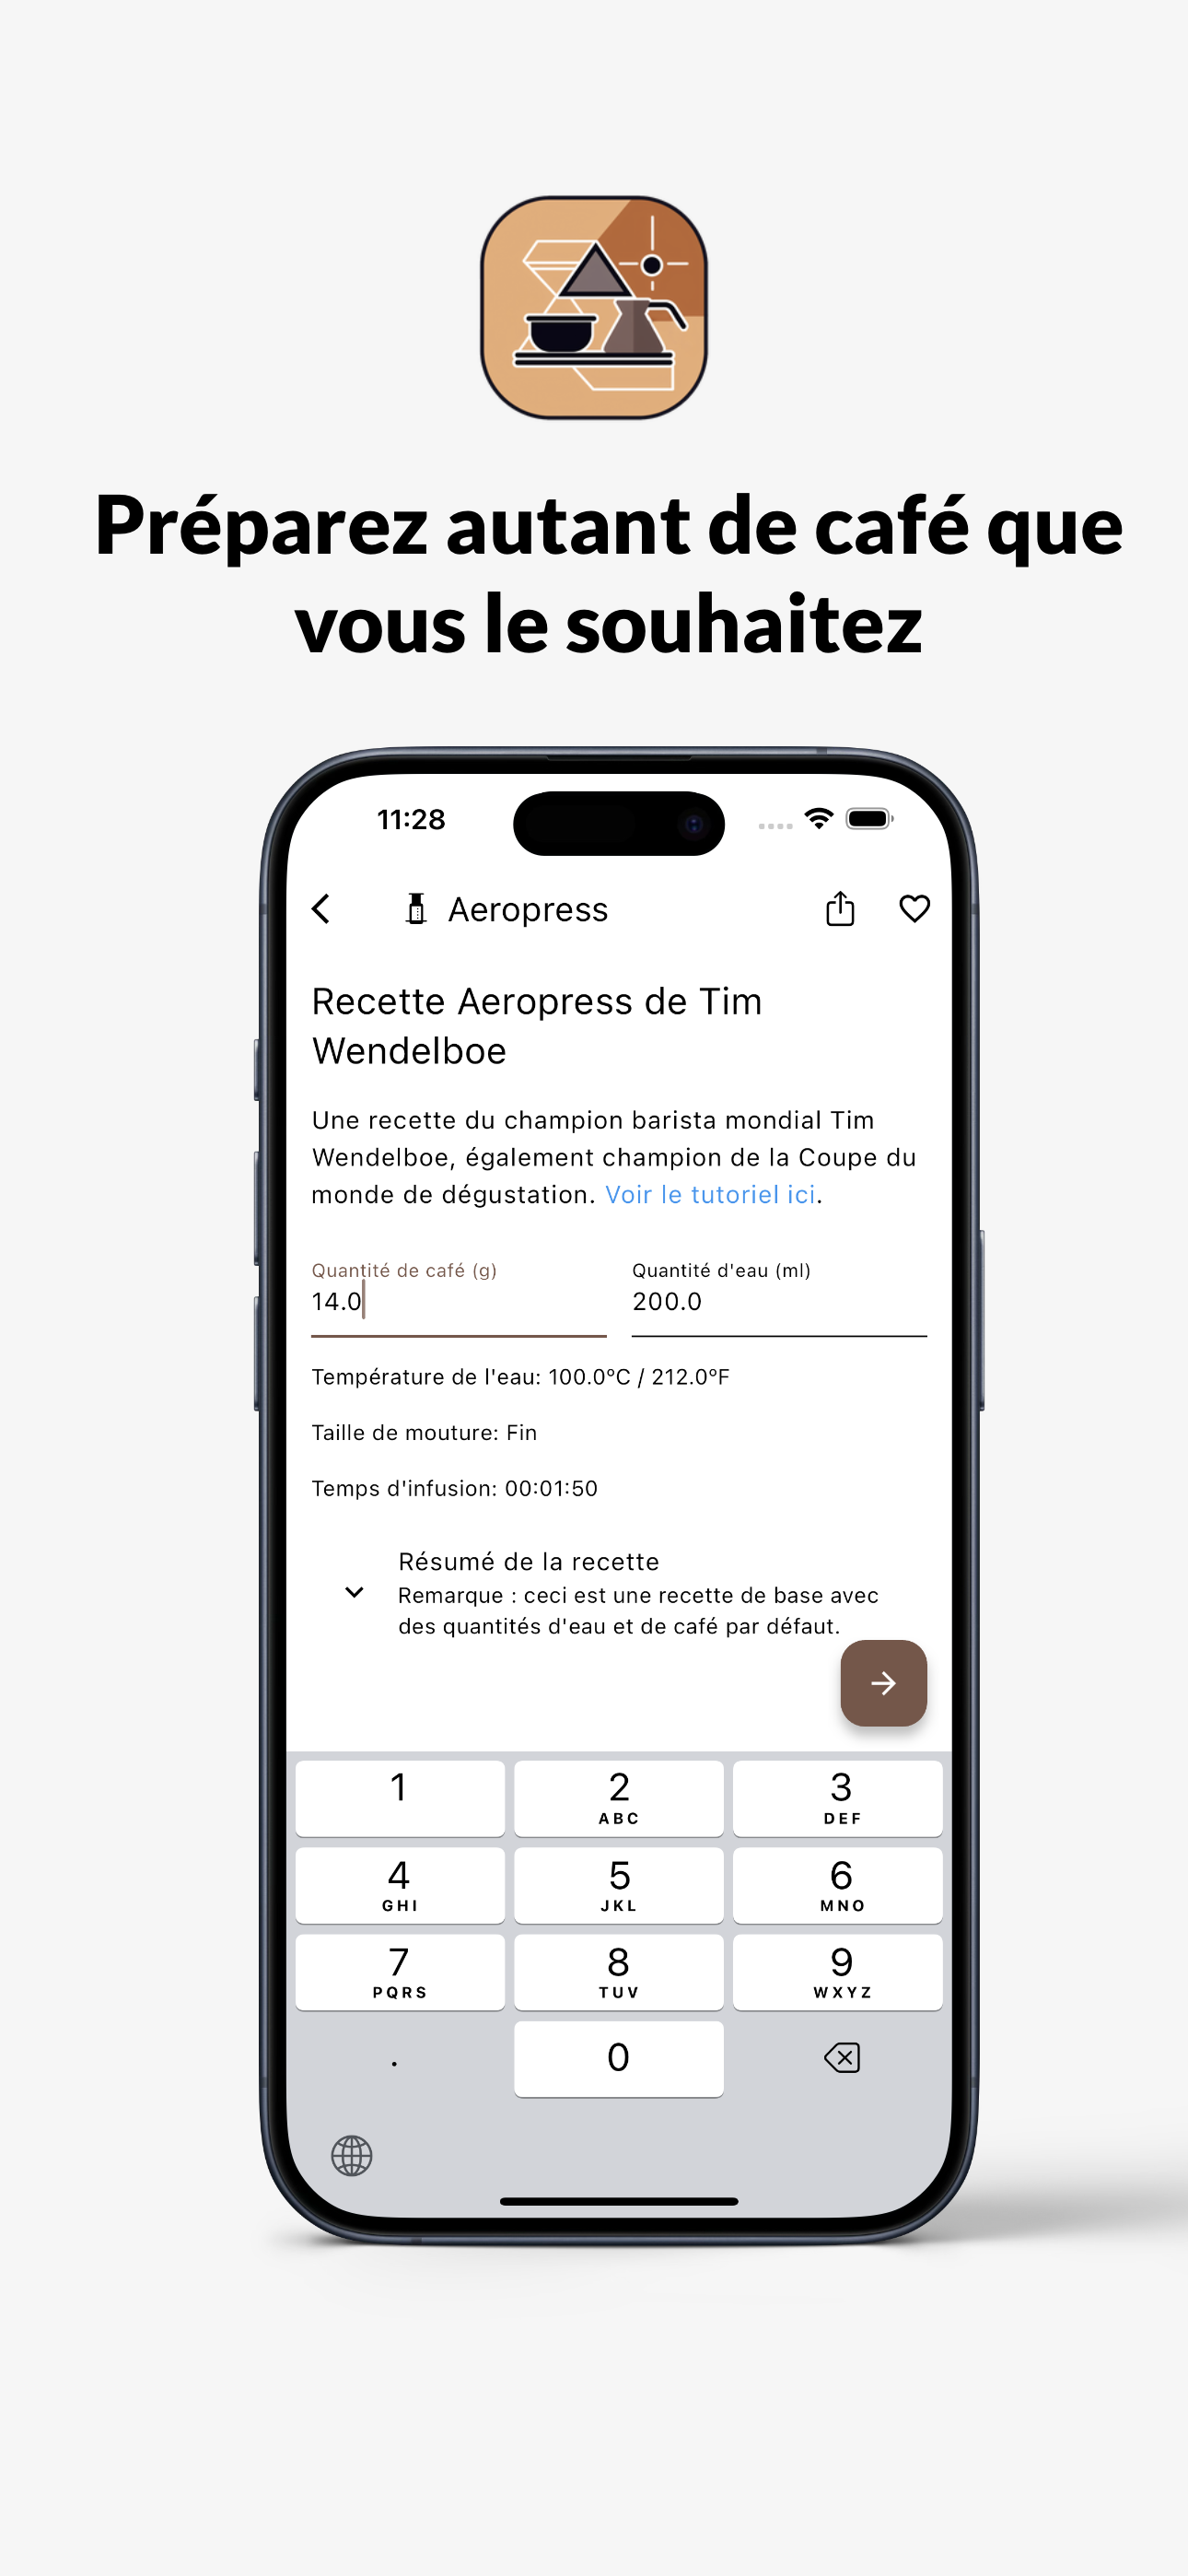 Préparez autant de café que
vous le souhaitez
11:28
Aeropress
Recette Aeropress de Tim
Wendelboe
Une recette du champion barista mondial Tim
Wendelboe, également champion de la Coupe du
monde de dégustation. Voir le tutoriel ici.
Quantité de café (g)
Quantité d'eau (ml)
14.0
200.0
Température de l'eau: 100.0ºC / 212.0ºF
Taille de mouture: Fin
Temps d'infusion: 00:01:50
Résumé de la recette
Remarque : ceci est une recette de base avec
des quantités d'eau et de café par défaut.
1 2 3
ABC DEF
4 5 6
GHI JKL MNO
7 8 9
PQRS TUV WXYZ
. 0